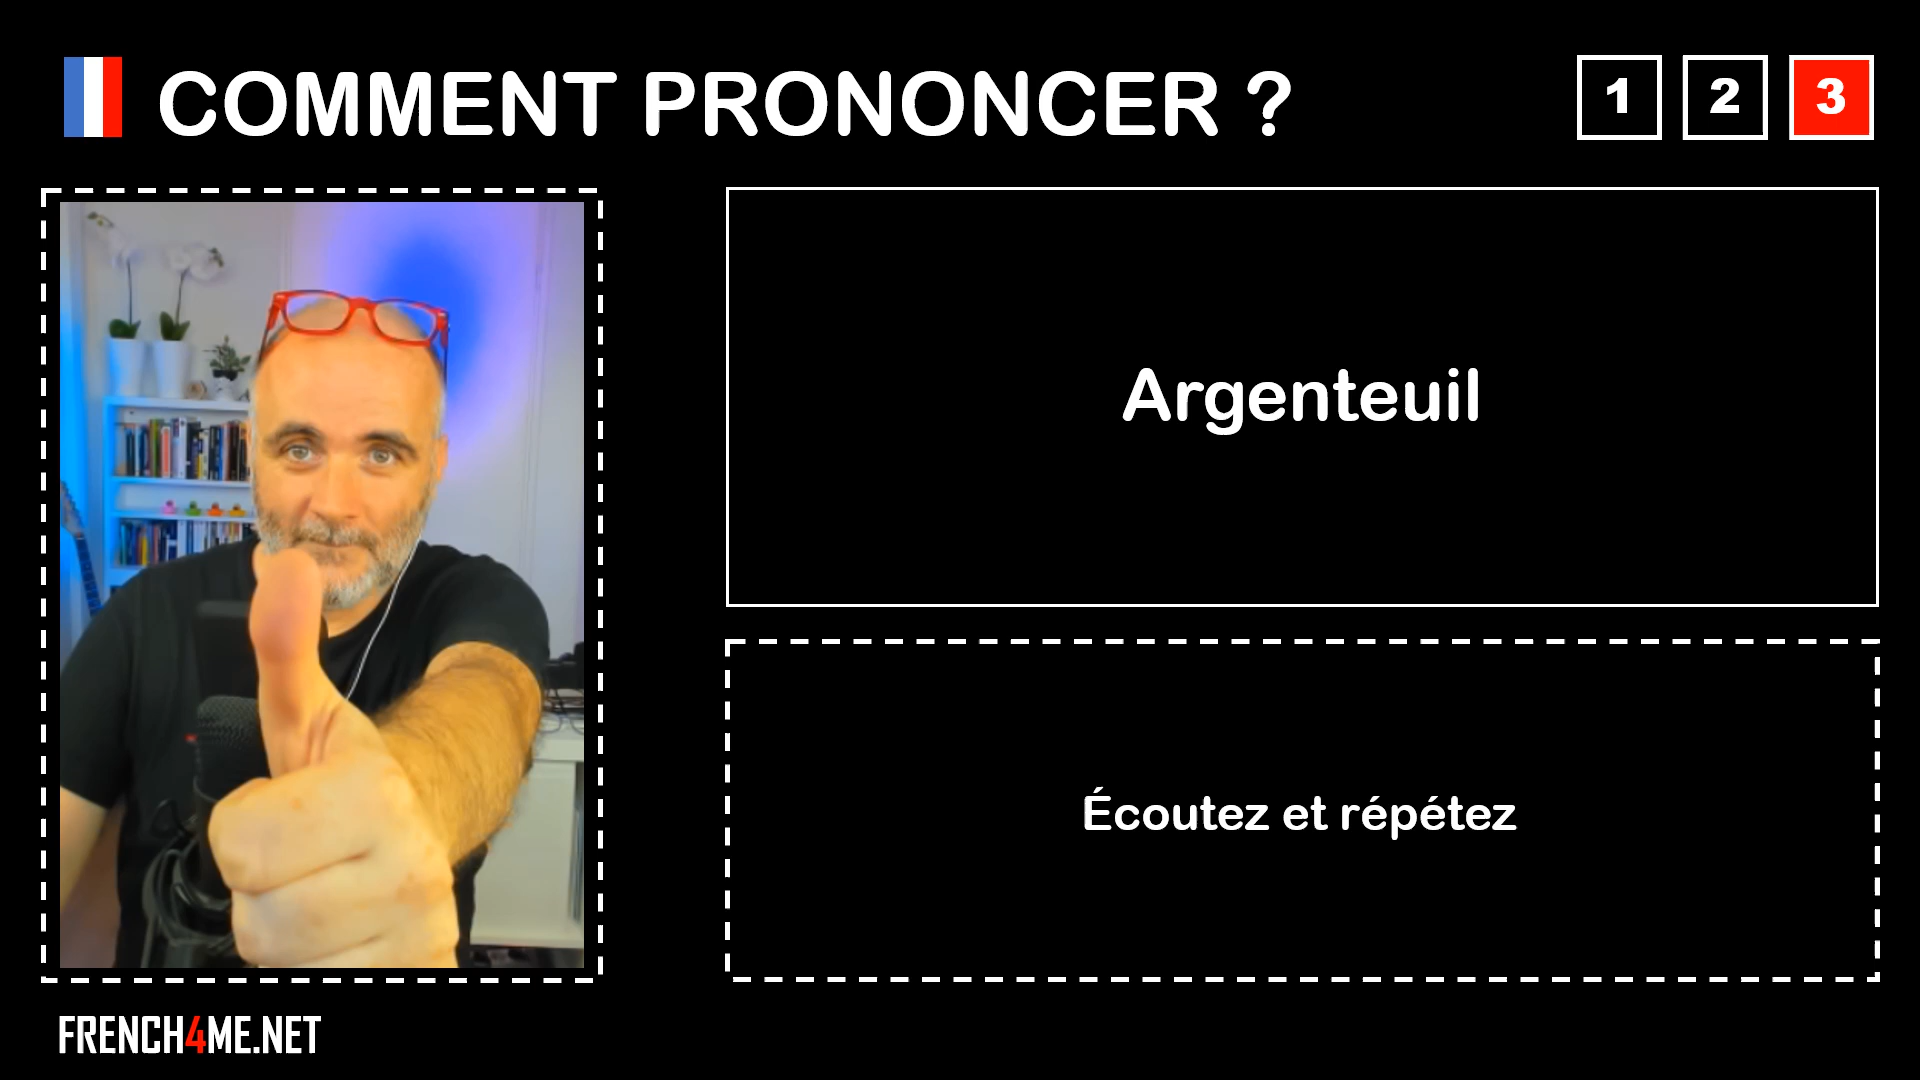 COMMENT PRONONCER ?
1 2 3
Argenteuil
Écoutez et répétez
FRENCH4ME.NET